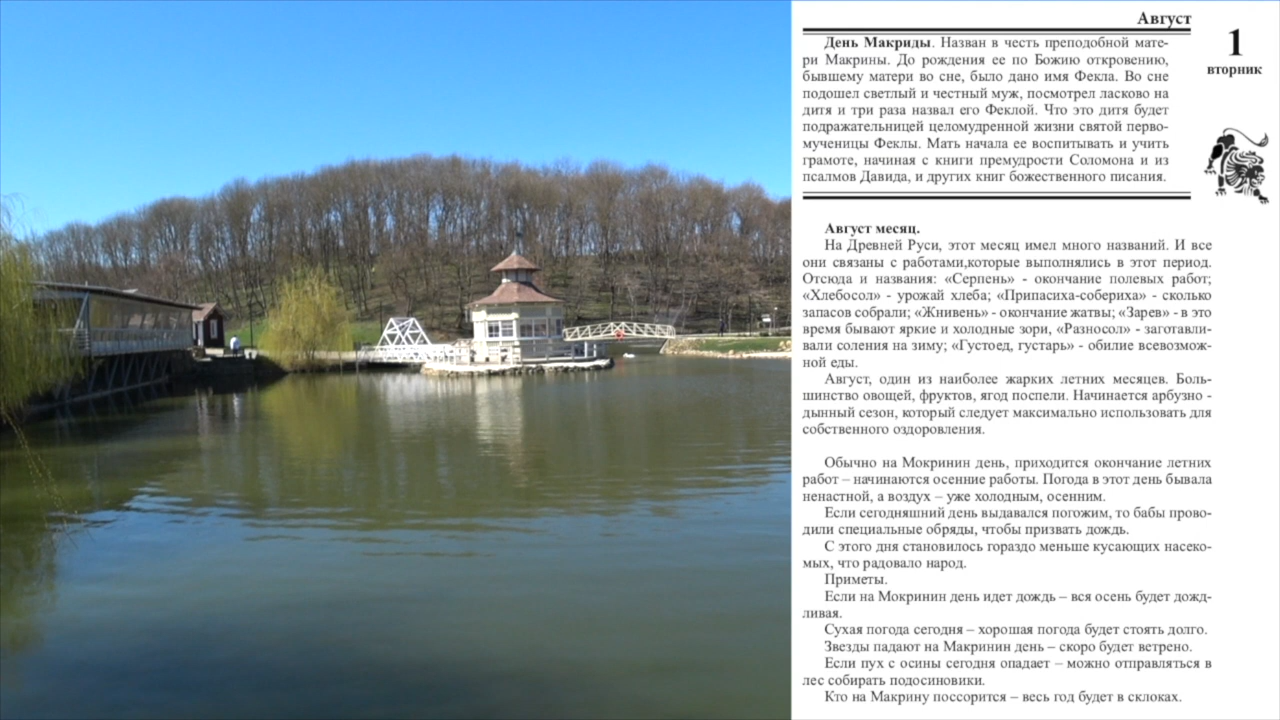 Август
1
вторник
День Макриды. Назван в честь преподобной мате-
ри Макрины. До рождения ее по Божию откровению,
бывшему матери во сне, было дано имя Фекла. Во сне
подошел светлый и честный муж, посмотрел ласково на
дитя и три раза назвал его Феклой. Что это дитя будет
подражательницей целомудренной жизни святой перво-
мученицы Феклы. Мать начала ее воспитывать и учить
грамоте, начиная с книги премудрости Соломона и из
псалмов Давида, и других книг божественного писания.
Август месяц.
На Древней Руси, этот месяц имел много названий. И все
они связаны с работами,которые выполнялись в этот период.
Отсюда и названия: «Серпень» - окончание полевых работ;
«Хлебосол» - урожай хлеба; «Припасиха-собериха» - сколько
запасов собрали; «Жнивень» - окончание жатвы; «Зарев» - в это
время бывают яркие и холодные зори, «Разносол» - заготавли-
вали соления на зиму; «Густоед, густарь» - обилие всевозмож-
ной еды.
Август, один из наиболее жарких летних месяцев. Боль-
шинство овощей, фруктов, ягод поспели. Начинается арбузно -
дынный сезон, который следует максимально использовать для
собственного оздоровления.
Обычно на Мокринин день, приходится окончание летних
работ – начинаются осенние работы. Погода в этот день бывала
ненастной, а воздух – уже холодным, осенним.
Если сегодняшний день выдавался погожим, то бабы прово-
дили специальные обряды, чтобы призвать дождь.
С этого дня становилось гораздо меньше кусающих насеко-
мых, что радовало народ.
Приметы.
Если на Мокринин день идет дождь – вся осень будет дожд-
ливая.
Сухая погода сегодня – хорошая погода будет стоять долго.
Звезды падают на Макринин день – скоро будет ветрено.
Если пух с осины сегодня опадает – можно отправляться в
лес собирать подосиновики.
Кто на Макрину поссорится – весь год будет в склоках.